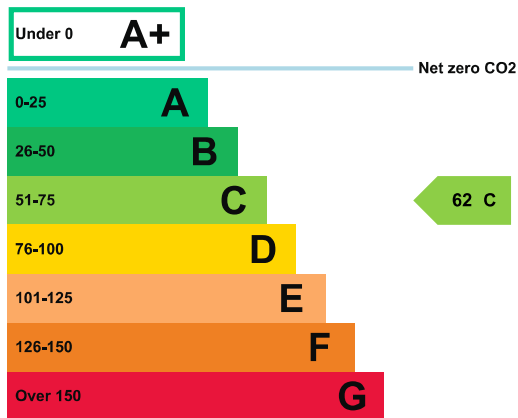 Under 0 A+
Net zero CO2
0-25 A
26-50 B
51-75 C
62 C
76-100 D
101-125 E
126-150 F
Over 150 G